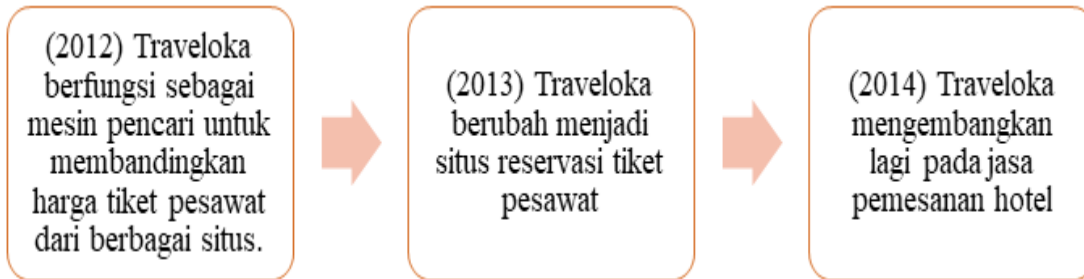 (2012) Traveloka
berfungsi sebagai
mesin pencari untuk
membandingkan
harga tiket pesawat
dari berbagai situs.
(2013) Traveloka
berubah menjadi
situs reservasi tiket
pesawat
(2014) Traveloka
mengembangkan
lagi pada jasa
pemesanan hotel